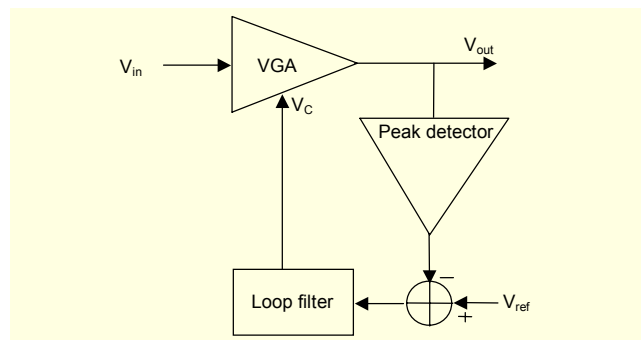 V_in
VGA
V_out
V_C
Peak detector
−
Loop filter
+
V_ref